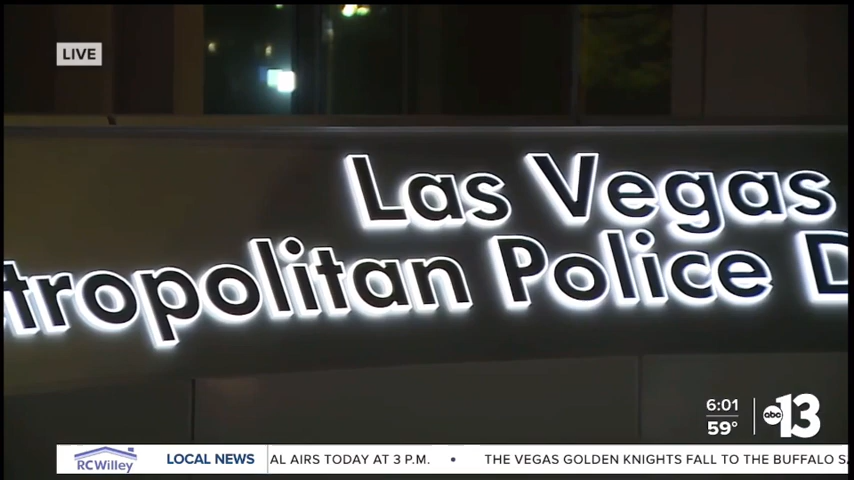 LIVE
Las Vegas
tropolitan Police D
6:01
59°
abc 13
RCWilley
LOCAL NEWS
AL AIRS TODAY AT 3 P.M. • THE VEGAS GOLDEN KNIGHTS FALL TO THE BUFFALO SA